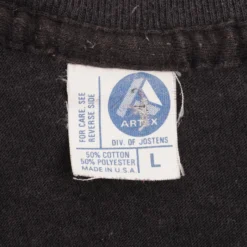 FOR CARE, SEE
REVERSE SIDE
ARTEX
DIV. OF JOSTENS
50% COTTON
50% POLYESTER
MADE IN U.S.A.
L